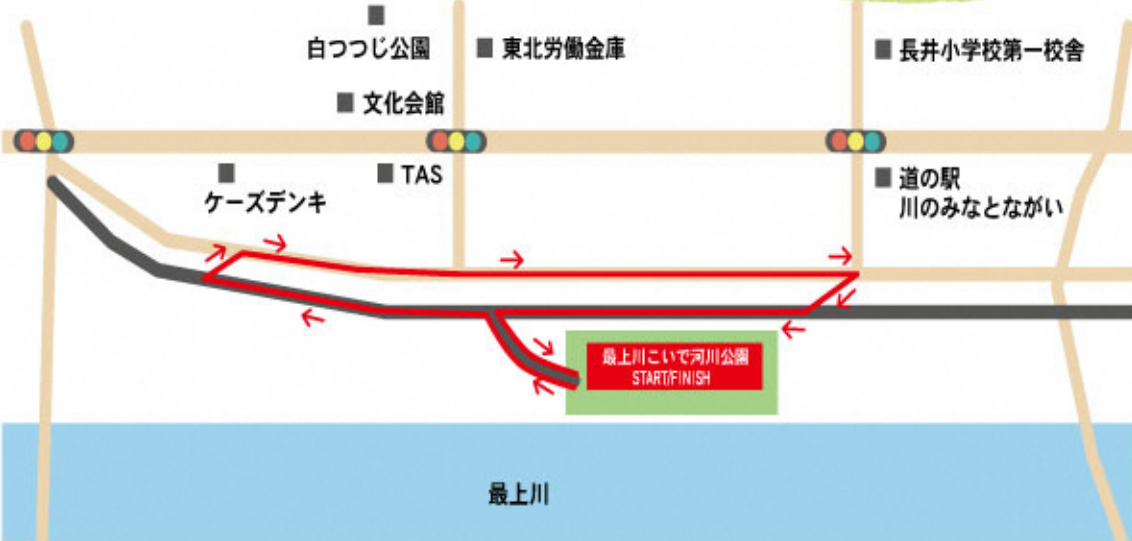 白つつじ公園
東北労働金庫
長井小学校第一校舎
文化会館
TAS
ケーズデンキ
道の駅
川のみなとながい
最上川こいで河川公園
START/FINISH
最上川